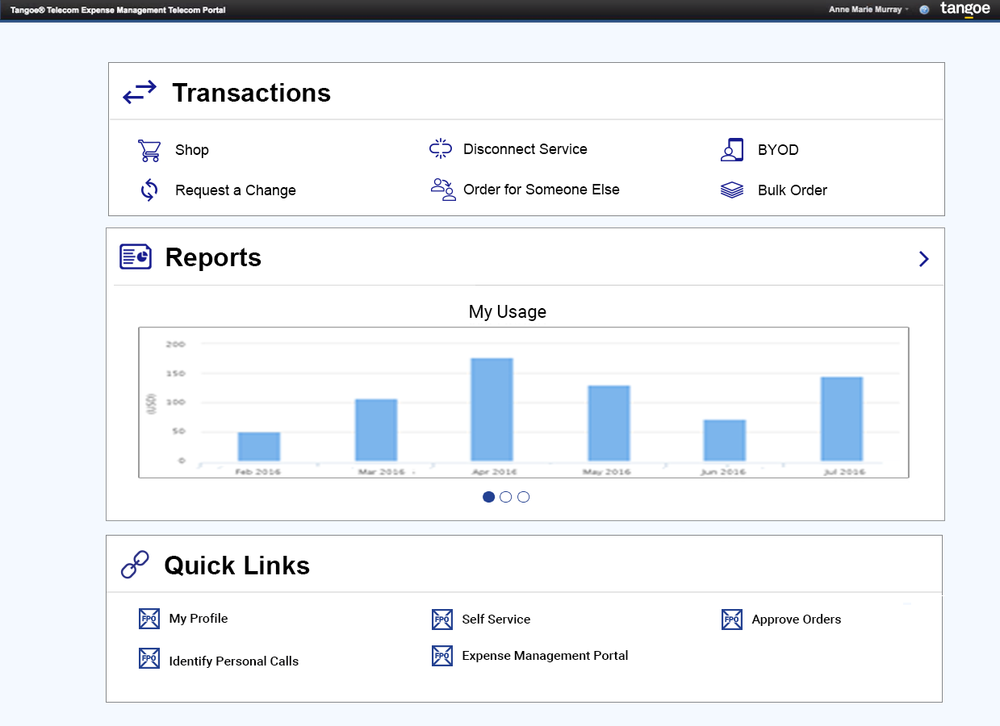 Tangoe® Telecom Expense Management Telecom Portal
Anne Marie Murray
tangoe
Transactions
Shop
Disconnect Service
BYOD
Request a Change
Order for Someone Else
Bulk Order
Reports
My Usage
200
150
100
50
0
(USD)
Feb 2016
Mar 2016
Apr 2016
May 2016
Jun 2016
Jul 2016
Quick Links
FPO My Profile
FPO Self Service
FPO Approve Orders
FPO Identify Personal Calls
FPO Expense Management Portal